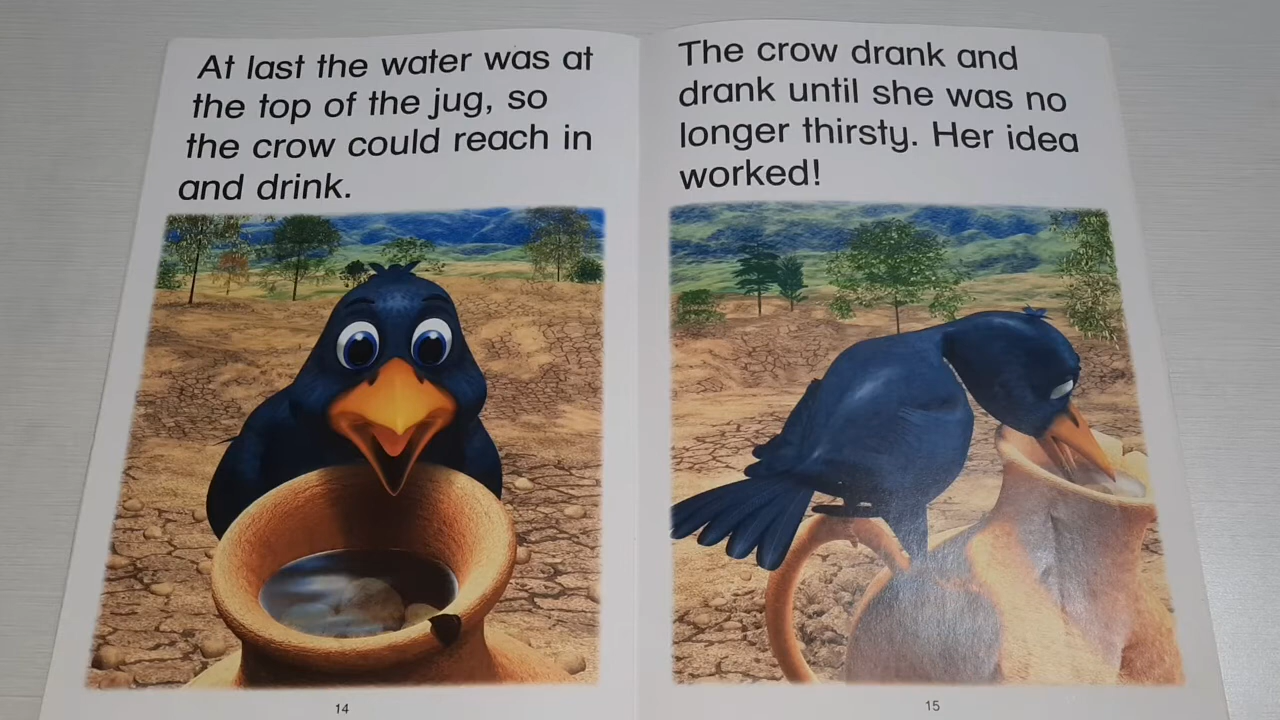 At last the water was at
the top of the jug, so
the crow could reach in
and drink.
14
The crow drank and
drank until she was no
longer thirsty. Her idea
worked!
15